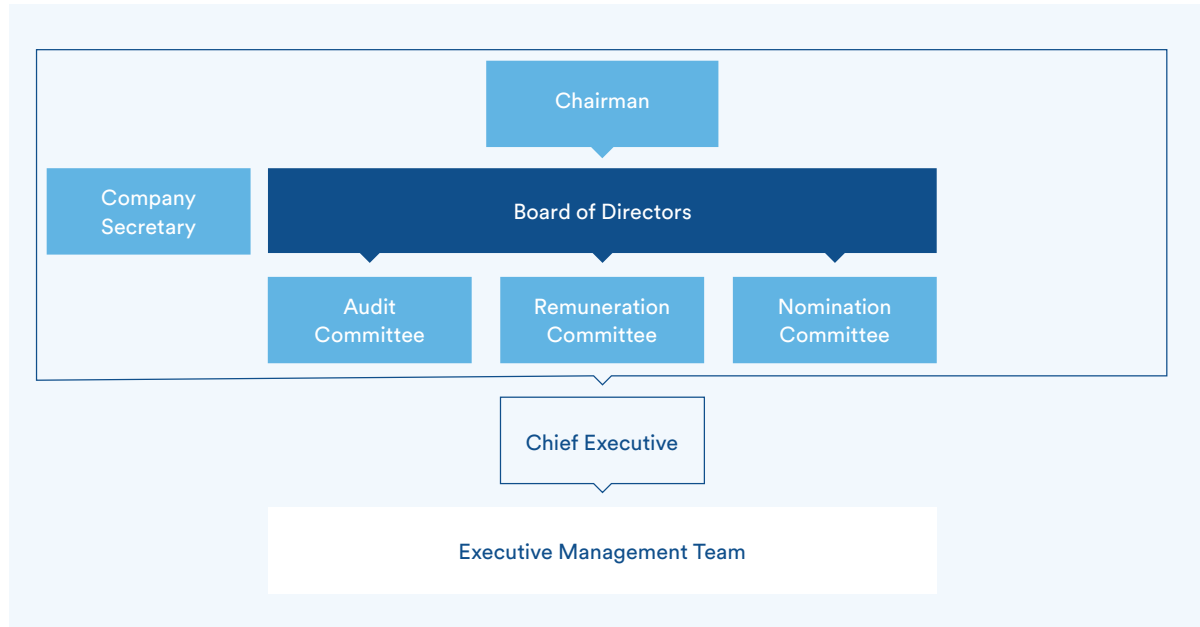 Chairman
Company
Secretary
Board of Directors
Audit
Committee
Remuneration
Committee
Nomination
Committee
Chief Executive
Executive Management Team